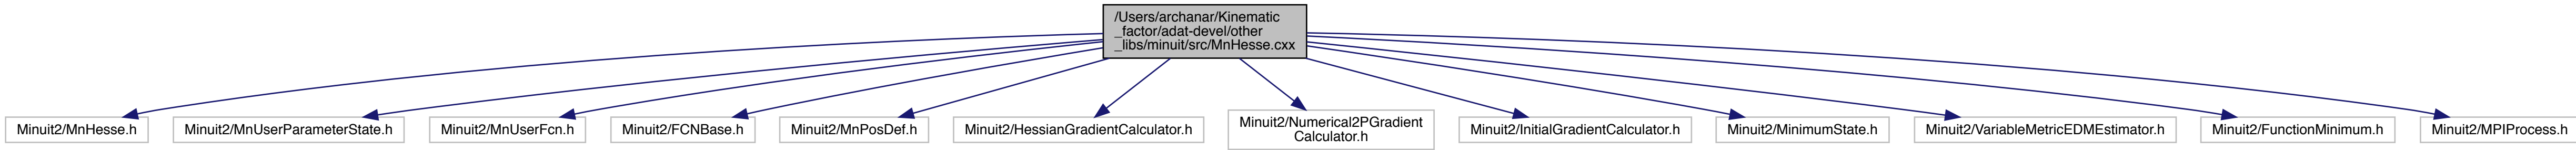 /Users/archanar/Kinematic
_factor/adat-devel/other
_libs/minuit/src/MnHesse.cxx
Minuit2/MnHesse.h
Minuit2/MnUserParameterState.h
Minuit2/MnUserFcn.h
Minuit2/FCNBase.h
Minuit2/MnPosDef.h
Minuit2/HessianGradientCalculator.h
Minuit2/Numerical2PGradient
Calculator.h
Minuit2/InitialGradientCalculator.h
Minuit2/MinimumState.h
Minuit2/VariableMetricEDMEstimator.h
Minuit2/FunctionMinimum.h
Minuit2/MPIProcess.h